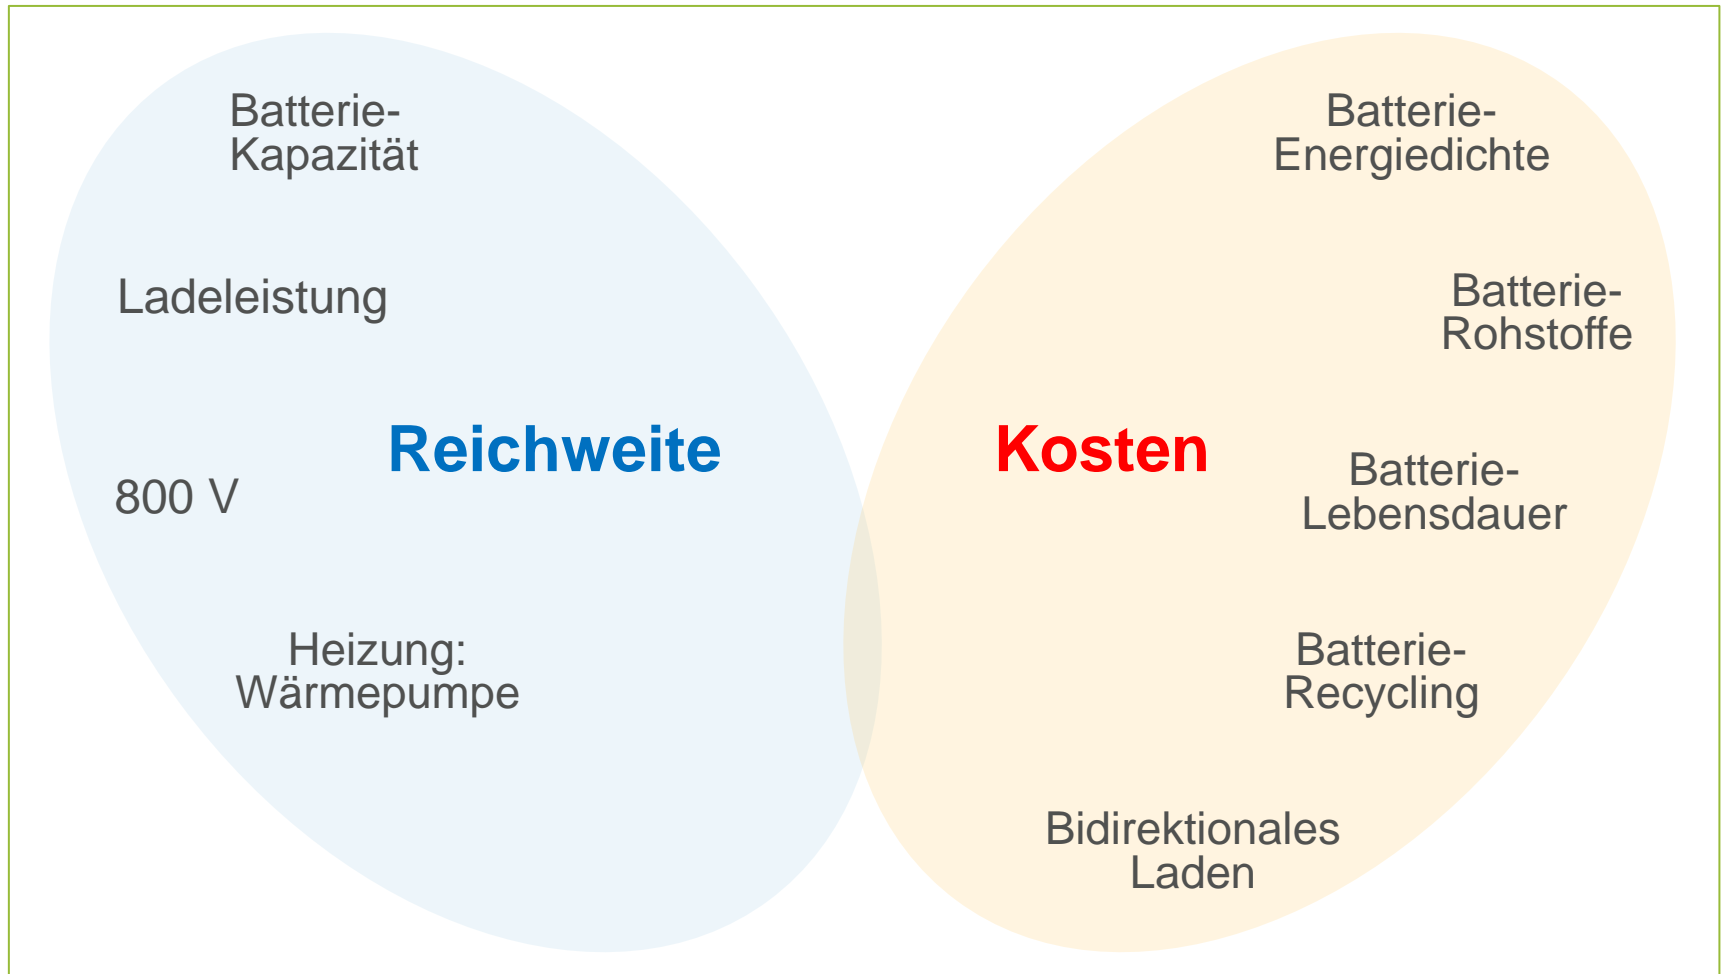 Batterie-
Kapazität
Ladeleistung
Reichweite
800 V
Heizung:
Wärmepumpe
Batterie-
Energiedichte
Batterie-
Rohstoffe
Kosten
Batterie-
Lebensdauer
Batterie-
Recycling
Bidirektionales
Laden